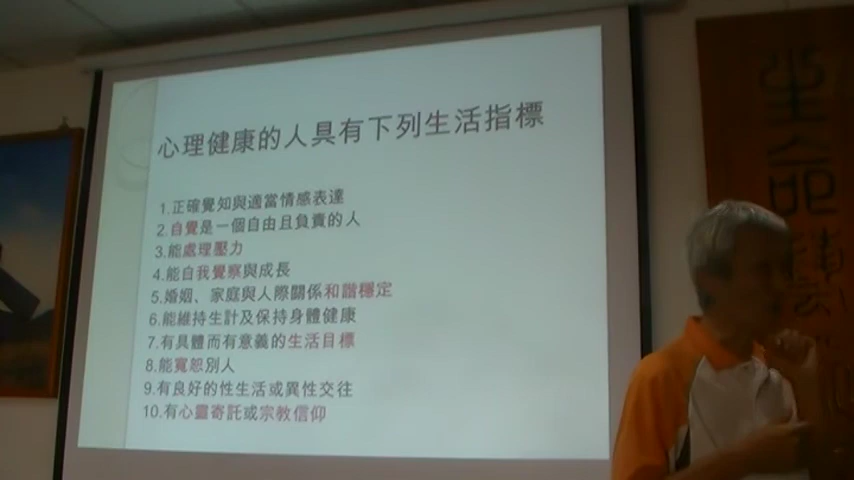 心理健康的人具有下列生活指標
1.正確覺知與適當情感表達
2.自覺是一個自由且負責的人
3.能處理壓力
4.能自我覺察與成長
5.婚姻、家庭與人際關係和諧穩定
6.能維持生計及保持身體健康
7.有具體而有意義的生活目標
8.能寬恕別人
9.有良好的性生活或異性交往
10.有心靈寄託或宗教信仰
生命